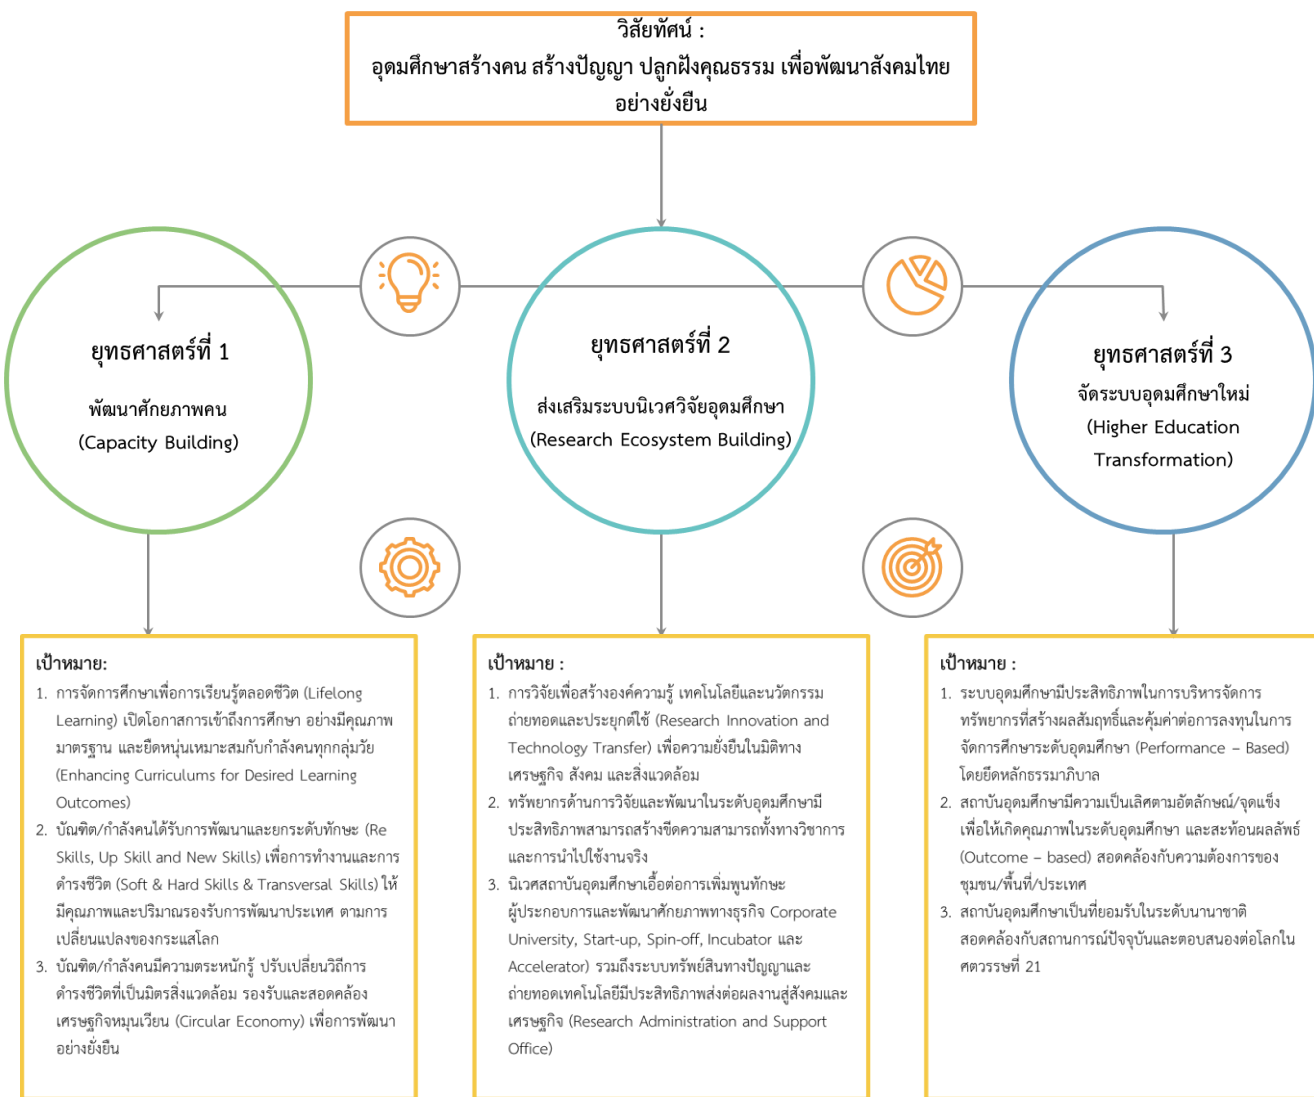 วิสัยทัศน์ :
อุดมศึกษาสร้างคน สร้างปัญญา ปลูกฝังคุณธรรม เพื่อพัฒนาสังคมไทย
อย่างยั่งยืน
ยุทธศาสตร์ที่ 1
พัฒนาศักยภาพคน
(Capacity Building)
ยุทธศาสตร์ที่ 2
ส่งเสริมระบบนิเวศวิจัยอุดมศึกษา
(Research Ecosystem Building)
ยุทธศาสตร์ที่ 3
จัดระบบอุดมศึกษาใหม่
(Higher Education
Transformation)
เป้าหมาย:
1. การจัดการศึกษาเพื่อการเรียนรู้ตลอดชีวิต (Lifelong
Learning) เปิดโอกาสการเข้าถึงการศึกษา อย่างมีคุณภาพ
มาตรฐาน และยืดหนุ่นเหมาะสมกับกำลังคนทุกกลุ่มวัย
(Enhancing Curriculums for Desired Learning
Outcomes)
2. บัณฑิต/กำลังคนได้รับการพัฒนาและยกระดับทักษะ (Re
Skills, Up Skill and New Skills) เพื่อการทำงานและการ
ดำรงชีวิต (Soft & Hard Skills & Transversal Skills) ให้
มีคุณภาพและปริมาณรองรับการพัฒนาประเทศ ตามการ
เปลี่ยนแปลงของกระแสโลก
3. บัณฑิต/กำลังคนมีความตระหนักรู้ ปรับเปลี่ยนวิถีการ
ดำรงชีวิตที่เป็นมิตรสิ่งแวดล้อม รองรับและสอดคล้อง
เศรษฐกิจหมุนเวียน (Circular Economy) เพื่อการพัฒนา
อย่างยั่งยืน
เป้าหมาย :
1. การวิจัยเพื่อสร้างองค์ความรู้ เทคโนโลยีและนวัตกรรม
ถ่ายทอดและประยุกต์ใช้ (Research Innovation and
Technology Transfer) เพื่อความยั่งยืนในมิติทาง
เศรษฐกิจ สังคม และสิ่งแวดล้อม
2. ทรัพยากรด้านการวิจัยและพัฒนาในระดับอุดมศึกษามี
ประสิทธิภาพสามารถสร้างขีดความสามารถทั้งทางวิชาการ
และการนำไปใช้งานจริง
3. นิเวศสถาบันอุดมศึกษาเอื้อต่อการเพิ่มพูนทักษะ
ผู้ประกอบการและพัฒนาศักยภาพทางธุรกิจ Corporate
University, Start-up, Spin-off, Incubator และ
Accelerator) รวมถึงระบบทรัพย์สินทางปัญญาและ
ถ่ายทอดเทคโนโลยีมีประสิทธิภาพส่งต่อผลงานสู่สังคมและ
เศรษฐกิจ (Research Administration and Support
Office)
เป้าหมาย :
1. ระบบอุดมศึกษามีประสิทธิภาพในการบริหารจัดการ
ทรัพยากรที่สร้างผลสัมฤทธิ์และคุ้มค่าต่อการลงทุนในการ
จัดการศึกษาระดับอุดมศึกษา (Performance – Based)
โดยยึดหลักธรรมาภิบาล
2. สถาบันอุดมศึกษามีความเป็นเลิศตามอัตลักษณ์/จุดแข็ง
เพื่อให้เกิดคุณภาพในระดับอุดมศึกษา และสะท้อนผลลัพธ์
(Outcome – based) สอดคล้องกับความต้องการของ
ชุมชน/พื้นที่/ประเทศ
3. สถาบันอุดมศึกษาเป็นที่ยอมรับในระดับนานาชาติ
สอดคล้องกับสถานการณ์ปัจจุบันและตอบสนองต่อโลกใน
ศตวรรษที่ 21